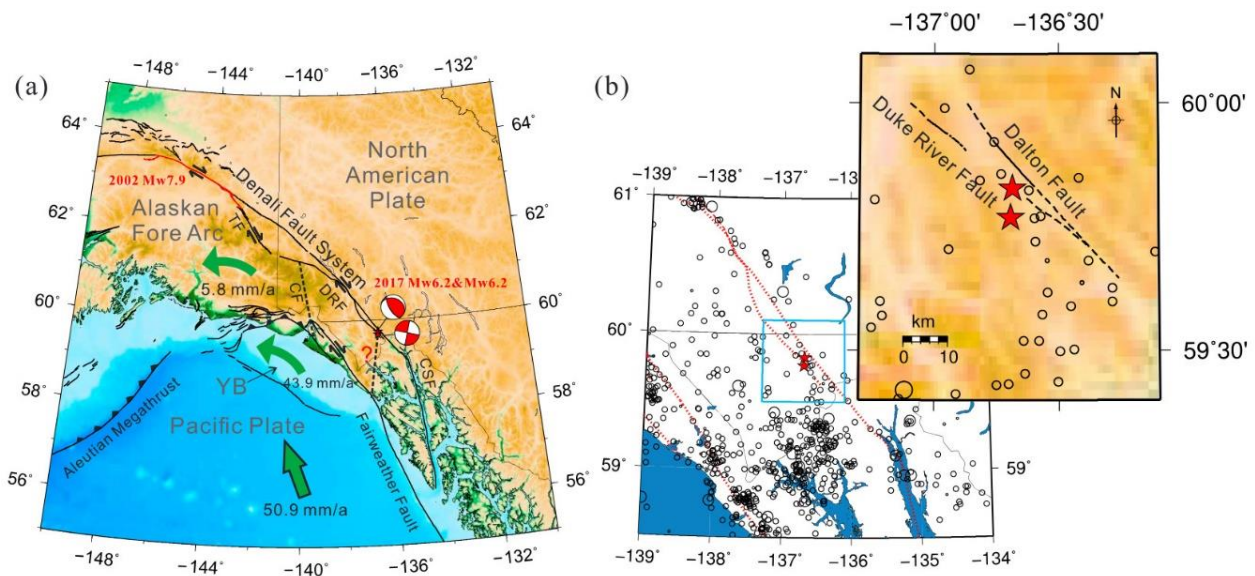 (a)
−148˚ −144˚ −140˚ −136˚ −132˚
64˚ 64˚
62˚ 62˚
60˚ 60˚
58˚ 58˚
56˚ 56˚
−148˚ −144˚ −140˚ −136˚ −132˚
North
American
Plate
2002 Mw7.9
Denali Fault System
Alaskan
Fore Arc
TF
5.8 mm/a
CF
DRF
2017 Mw6.2&Mw6.2
?
CSF
43.9 mm/a
YB
Pacific Plate
Aleutian Megathrust
Fairweather Fault
50.9 mm/a
(b)
−139˚ −138˚ −137˚ −136˚
61˚
60˚
59˚
59˚
−139˚ −138˚ −137˚ −136˚ −135˚ −134˚
−137˚00' −136˚30'
60˚00'
59˚30'
N
Duke River Fault
Dalton Fault
km
0 10